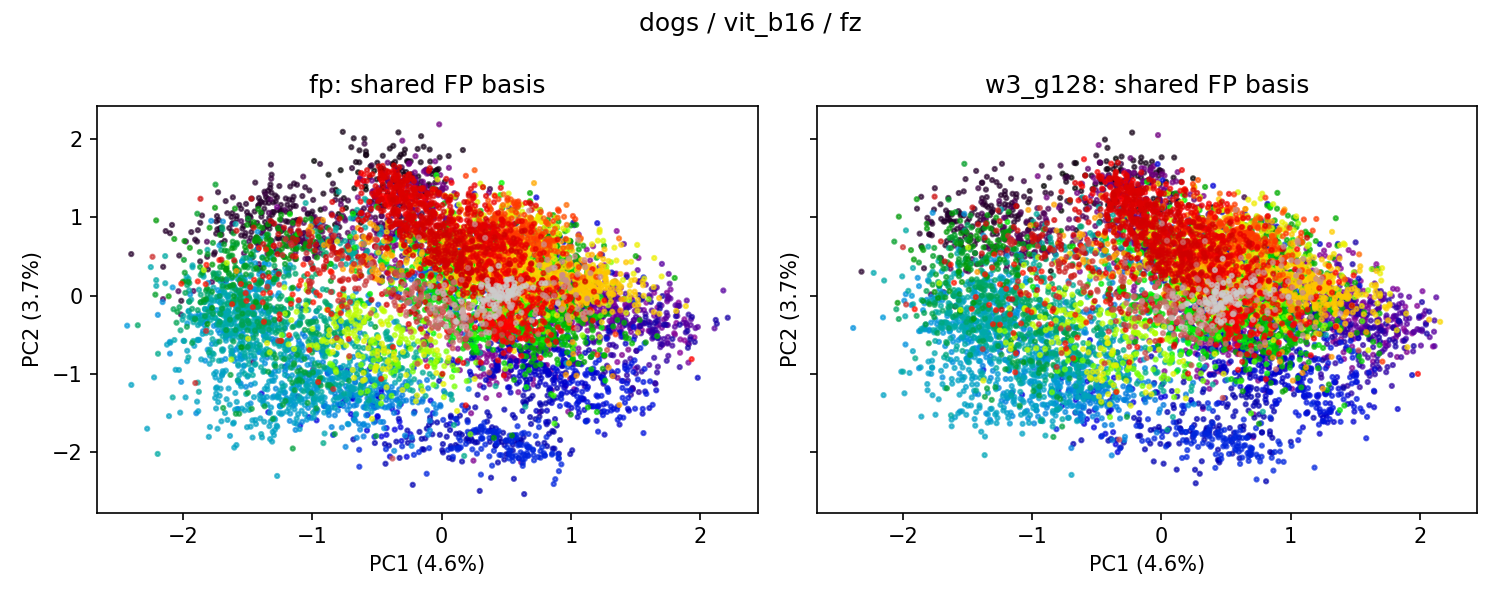 dogs / vit_b16 / fz
fp: shared FP basis
w3_g128: shared FP basis
2
1
0
−1
−2
PC2 (3.7%)
PC2 (3.7%)
−2
−1
0
1
2
−2
−1
0
1
2
PC1 (4.6%)
PC1 (4.6%)